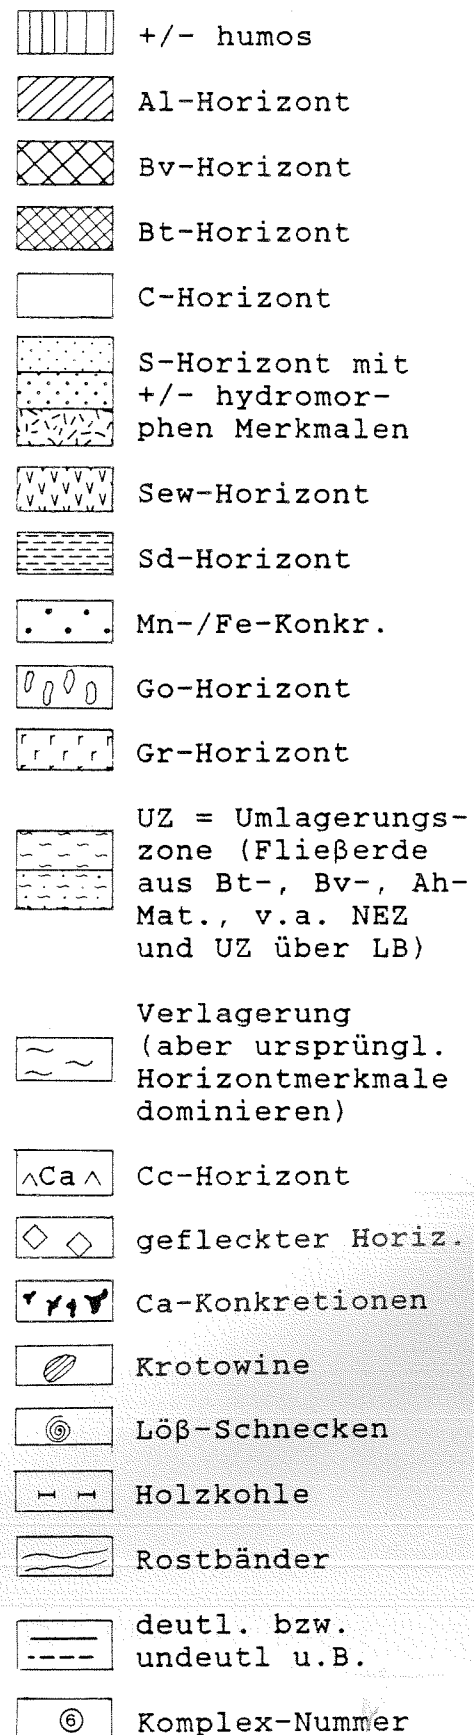 +/- humos
Al-Horizont
Bv-Horizont
Bt-Horizont
C-Horizont
S-Horizont mit
+/- hydromor-
phen Merkmalen
Sew-Horizont
Sd-Horizont
Mn-/Fe-Konkr.
Go-Horizont
Gr-Horizont
UZ = Umlagerungs-
zone (Fließerde
aus Bt-, Bv-, Ah-
Mat., v.a. NEZ
und UZ über LB)
Verlagerung
(aber ursprüngl.
Horizontmerkmale
dominieren)
^Ca^ Cc-Horizont
gefleckter Horiz.
Ca-Konkretionen
Krotowine
Löß-Schnecken
Holzkohle
Rostbänder
deutl. bzw.
undeutl u.B.
⑥ Komplex-Nummer